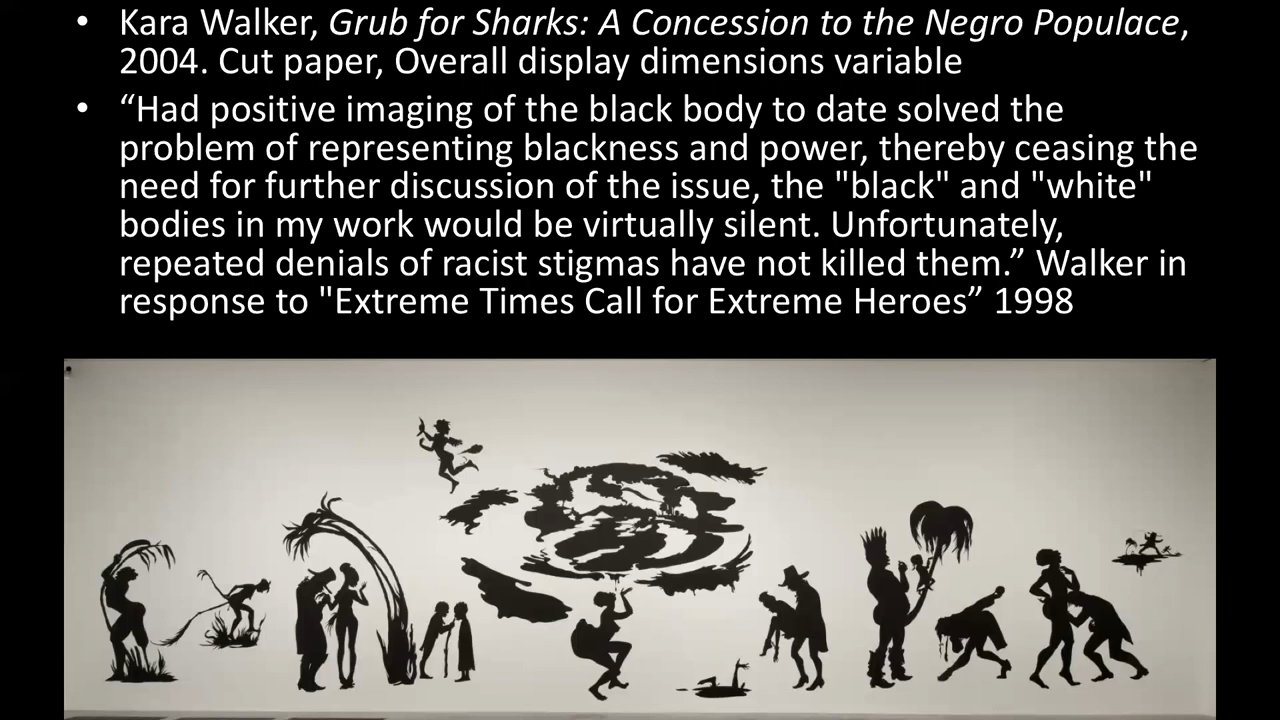 • Kara Walker, Grub for Sharks: A Concession to the Negro Populace,
2004. Cut paper, Overall display dimensions variable
• “Had positive imaging of the black body to date solved the
problem of representing blackness and power, thereby ceasing the
need for further discussion of the issue, the "black" and "white"
bodies in my work would be virtually silent. Unfortunately,
repeated denials of racist stigmas have not killed them.” Walker in
response to "Extreme Times Call for Extreme Heroes” 1998